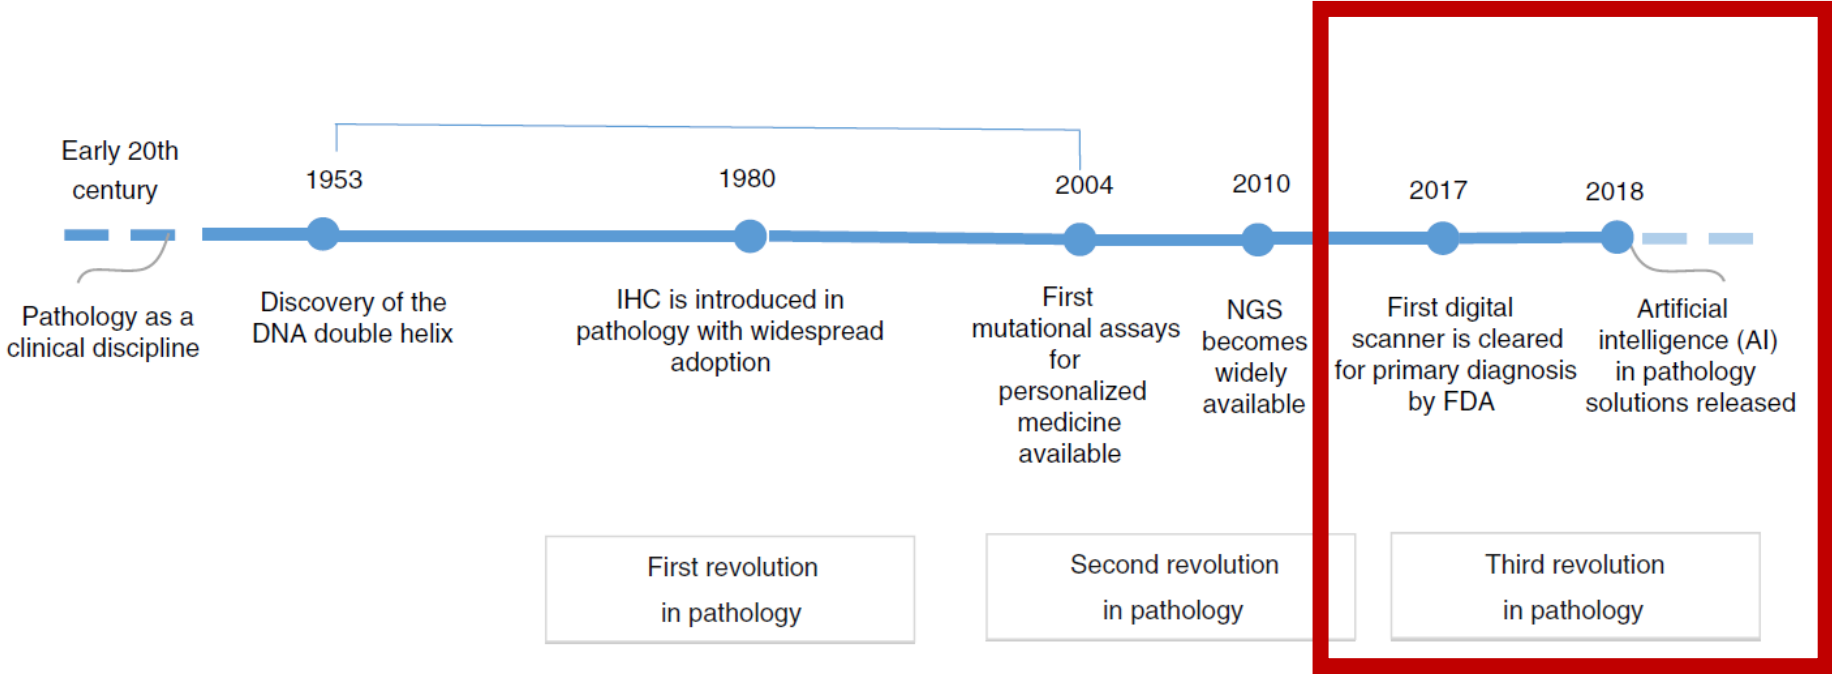 Early 20th
century
1953
1980
2004
2010
2017
2018
Pathology as a
clinical discipline
Discovery of the
DNA double helix
IHC is introduced in
pathology with widespread
adoption
First
mutational assays
for
personalized
medicine
available
NGS
becomes
widely
available
First digital
scanner is cleared
for primary diagnosis
by FDA
Artificial
intelligence (AI)
in pathology
solutions released
First revolution
in pathology
Second revolution
in pathology
Third revolution
in pathology